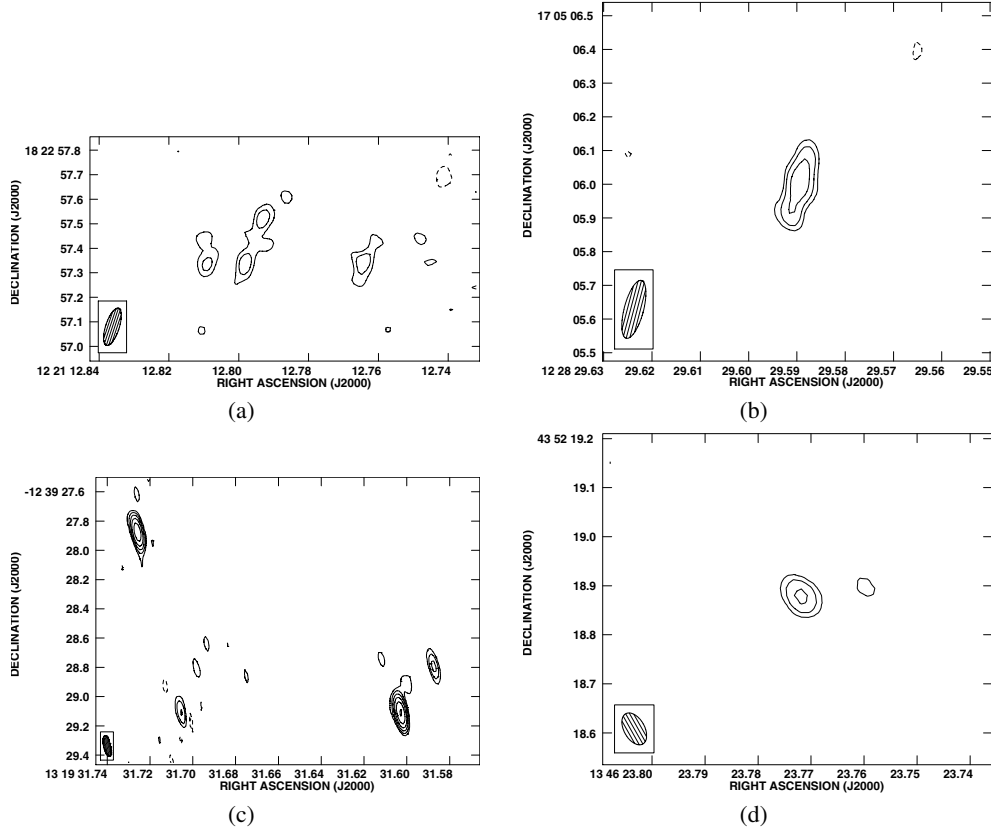 18 22 57.8
57.7
57.6
57.5
57.4
57.3
57.2
57.1
57.0
DECLINATION (J2000)
12 21 12.84 12.82 12.80 12.78 12.76 12.74
RIGHT ASCENSION (J2000)
(a)
17 05 06.5
06.4
06.3
06.2
06.1
06.0
05.9
05.8
05.7
05.6
05.5
DECLINATION (J2000)
12 28 29.63 29.62 29.61 29.60 29.59 29.58 29.57 29.56 29.55
RIGHT ASCENSION (J2000)
(b)
-12 39 27.6
27.8
28.0
28.2
28.4
28.6
28.8
29.0
29.2
29.4
DECLINATION (J2000)
13 19 31.74 31.72 31.70 31.68 31.66 31.64 31.62 31.60 31.58
RIGHT ASCENSION (J2000)
(c)
43 52 19.2
19.1
19.0
18.9
18.8
18.7
18.6
DECLINATION (J2000)
13 46 23.80 23.79 23.78 23.77 23.76 23.75 23.74
RIGHT ASCENSION (J2000)
(d)